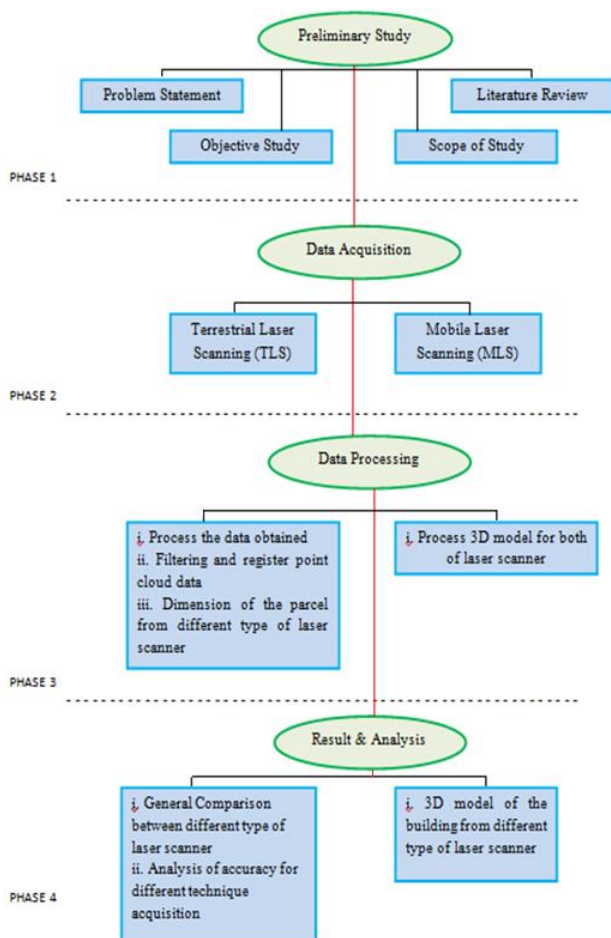 Preliminary Study
Problem Statement
Literature Review
Objective Study
Scope of Study
PHASE 1
Data Acquisition
Terrestrial Laser
Scanning (TLS)
Mobile Laser
Scanning (MLS)
PHASE 2
Data Processing
i. Process the data obtained
ii. Filtering and register point
cloud data
iii. Dimension of the parcel
from different type of laser
scanner
i. Process 3D model for both
of laser scanner
PHASE 3
Result & Analysis
i. General Comparison
between different type of
laser scanner
ii. Analysis of accuracy for
different technique
acquisition
i. 3D model of the
building from different
type of laser scanner
PHASE 4